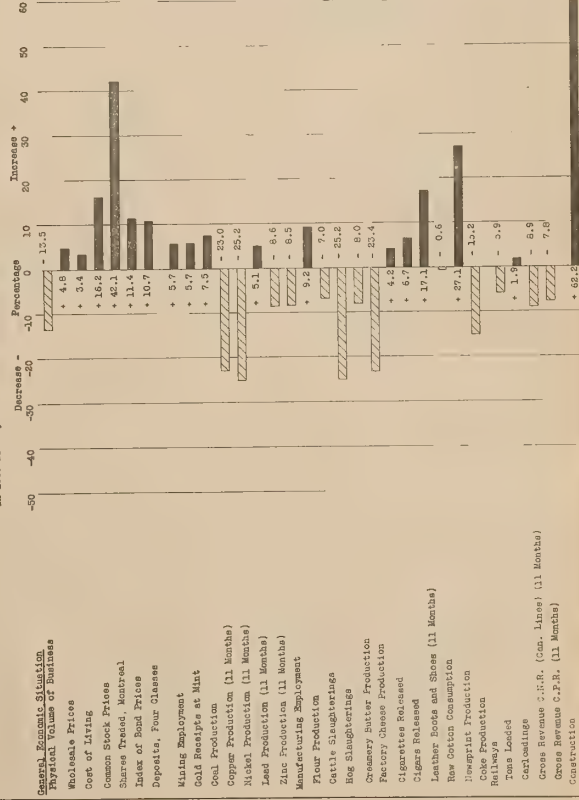 Decrease - Percentage Increase +
-50 -40 -30 -20 -10 0 10 20 30 40 50 60
General Economic Situation
Physical Volume of Business - 13.5
Wholesale Prices + 4.8
Cost of Living + 3.4
Common Stock Prices + 16.2
Shares Traded, Montreal + 42.1
Index of Bond Prices + 11.4
Deposits, Four Classes + 10.7
Mining Employment + 5.7
Gold Receipts at Mint + 5.7
Coal Production + 7.5
Copper Production (11 Months) - 23.0
Nickel Production (11 Months) - 25.2
Lead Production (11 Months) + 5.1
Zinc Production (11 Months) - 8.6
Manufacturing Employment - 8.5
Flour Production + 9.2
Cattle Slaughterings - 7.0
Hog Slaughterings - 25.2
Creamery Butter Production - 8.0
Factory Cheese Production - 23.4
Cigarettes Released + 4.2
Cigars Released + 6.7
Leather Boots and Shoes (11 Months) + 17.1
Raw Cotton Consumption - 0.6
Newsprint Production + 27.1
Coke Production - 15.2
Railways
Tons Loaded - 5.9
Carloadings + 1.9
Gross Revenue C.N.R. (Can. Lines) (11 Months) - 8.9
Gross Revenue C.P.R. (11 Months) - 7.8
Construction + 62.2